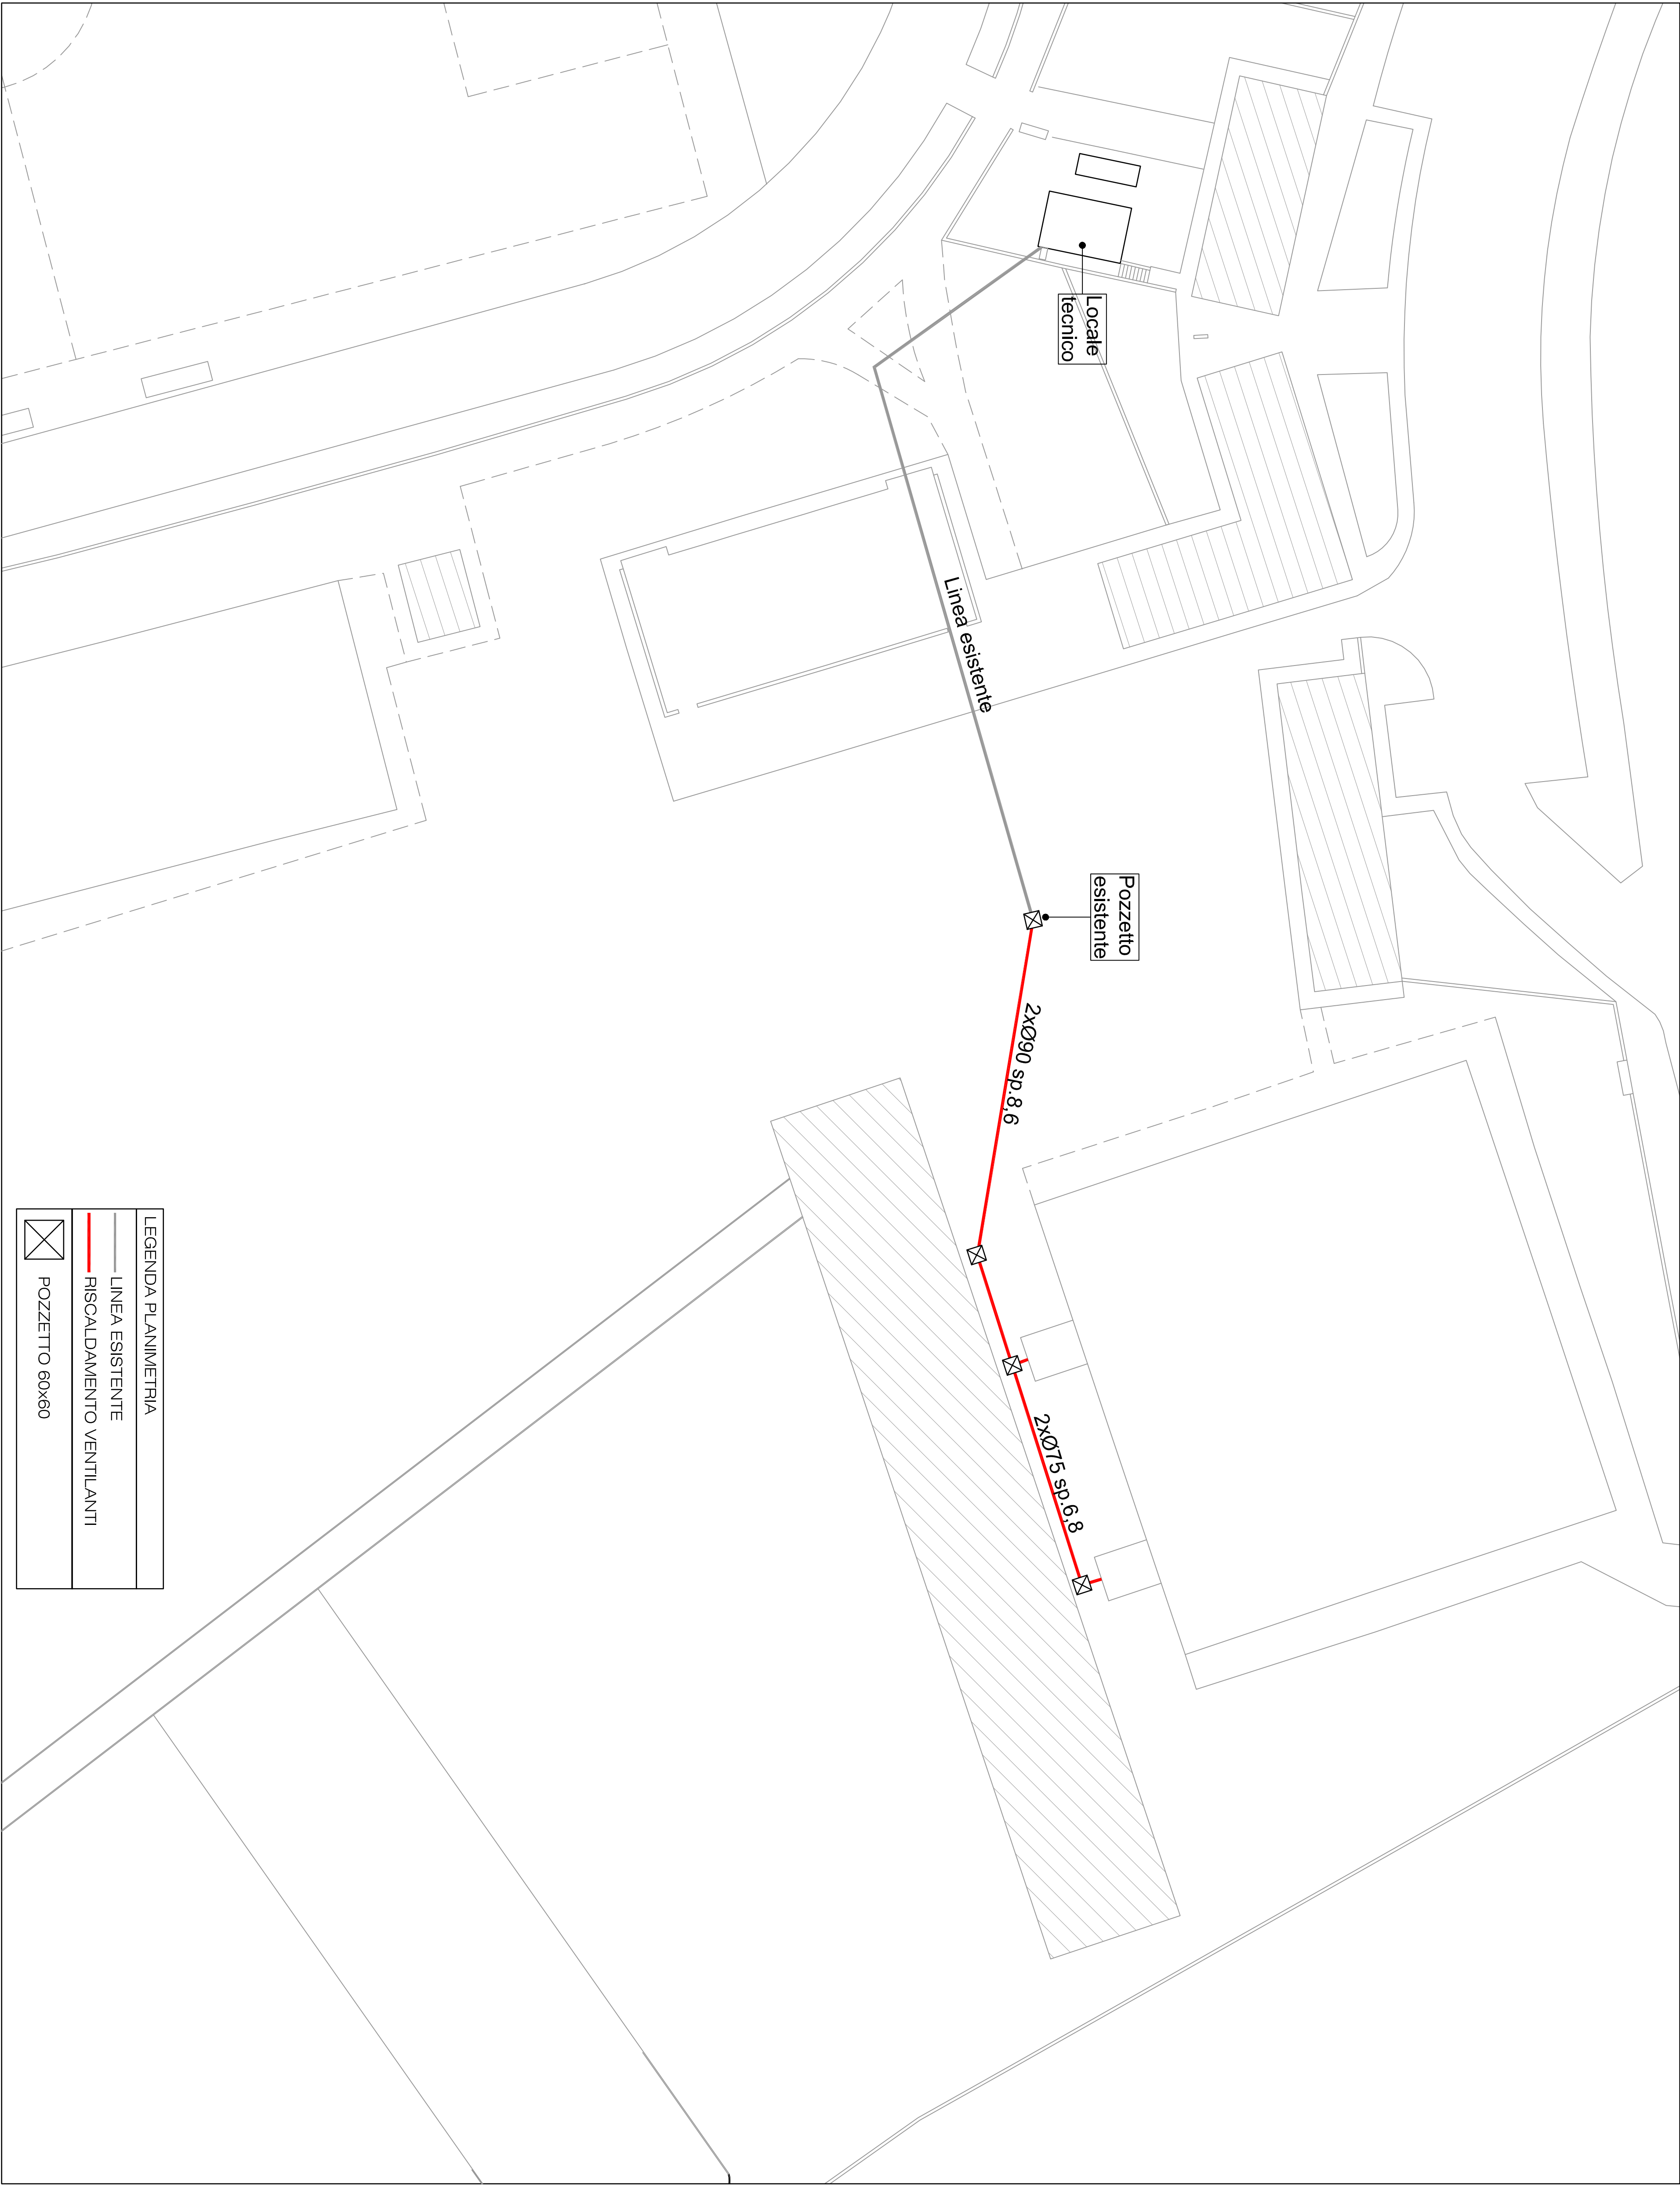 Locale
tecnico
Linea esistente
Pozzetto
esistente
2xØ90 sp.8,6
2xØ75 sp.6,8
LEGENDA PLANIMETRIA
LINEA ESISTENTE
RISCALDAMENTO VENTILANTI
POZZETTO 60x60